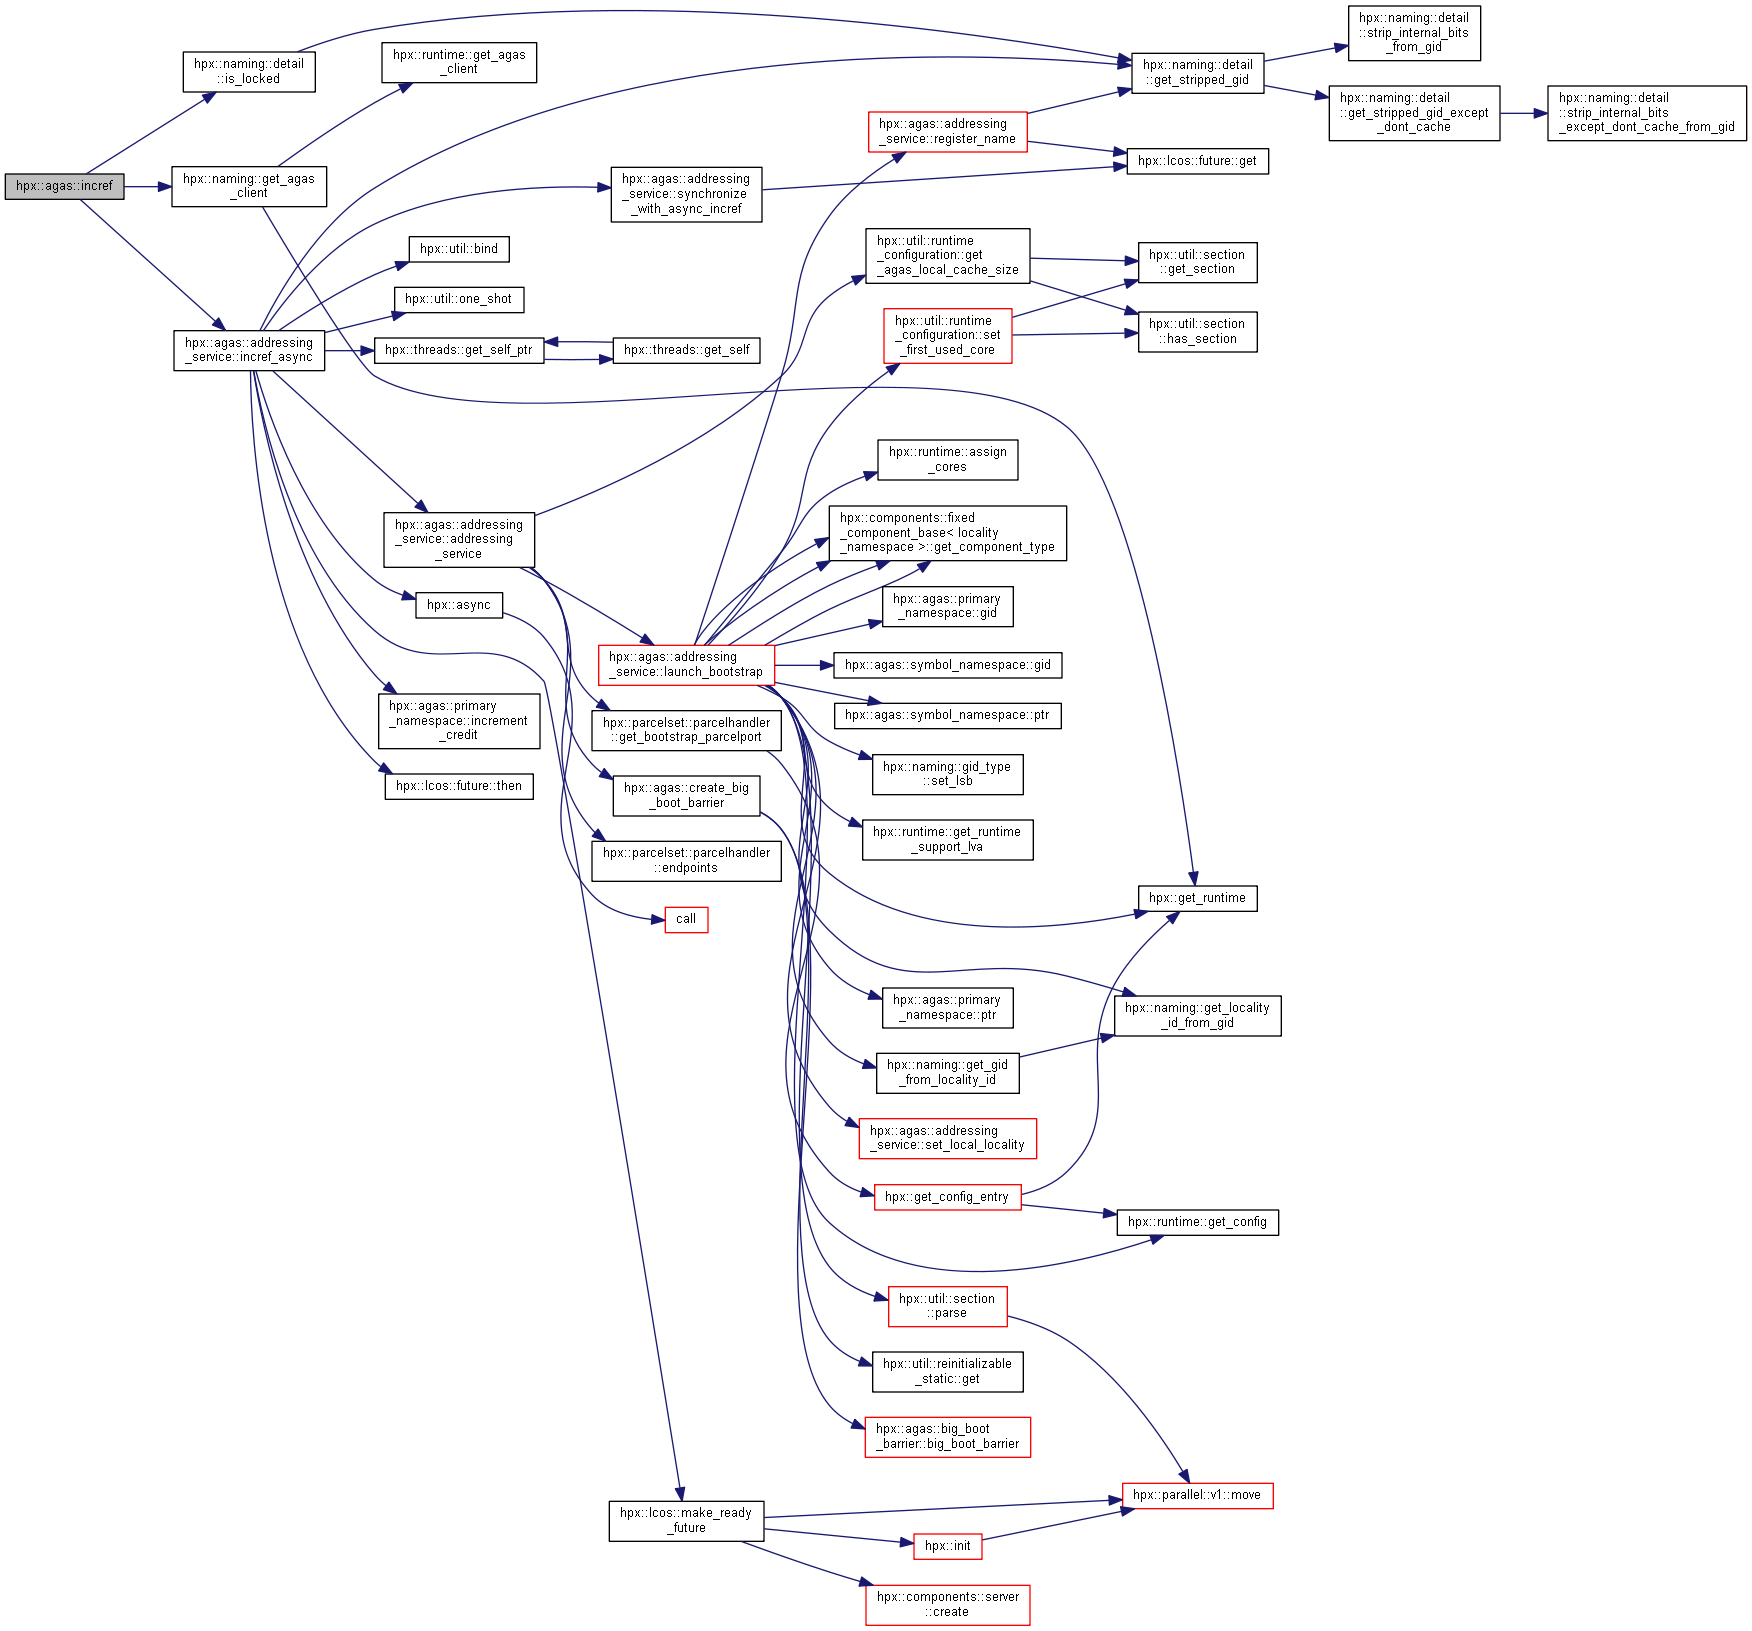 hpx::agas::incref
hpx::naming::detail
::is_locked
hpx::naming::get_agas
_client
hpx::agas::addressing
_service::incref_async
hpx::runtime::get_agas
_client
hpx::util::bind
hpx::util::one_shot
hpx::threads::get_self_ptr
hpx::agas::addressing
_service::addressing
_service
hpx::async
hpx::agas::primary
_namespace::increment
_credit
hpx::lcos::future::then
hpx::agas::addressing
_service::synchronize
_with_async_incref
hpx::threads::get_self
hpx::agas::addressing
_service::launch_bootstrap
hpx::parcelset::parcelhandler
::get_bootstrap_parcelport
hpx::agas::create_big
_boot_barrier
hpx::parcelset::parcelhandler
::endpoints
call
hpx::lcos::make_ready
_future
hpx::agas::addressing
_service::register_name
hpx::util::runtime
_configuration::get
_agas_local_cache_size
hpx::util::runtime
_configuration::set
_first_used_core
hpx::runtime::assign
_cores
hpx::components::fixed
_component_base< locality
_namespace >::get_component_type
hpx::agas::primary
_namespace::gid
hpx::agas::symbol_namespace::gid
hpx::agas::symbol_namespace::ptr
hpx::naming::gid_type
::set_lsb
hpx::runtime::get_runtime
_support_lva
hpx::agas::primary
_namespace::ptr
hpx::naming::get_gid
_from_locality_id
hpx::agas::addressing
_service::set_local_locality
hpx::get_config_entry
hpx::util::section
::parse
hpx::util::reinitializable
_static::get
hpx::agas::big_boot
_barrier::big_boot_barrier
hpx::init
hpx::components::server
::create
hpx::naming::detail
::get_stripped_gid
hpx::lcos::future::get
hpx::util::section
::get_section
hpx::util::section
::has_section
hpx::get_runtime
hpx::naming::get_locality
_id_from_gid
hpx::runtime::get_config
hpx::parallel::v1::move
hpx::naming::detail
::strip_internal_bits
_from_gid
hpx::naming::detail
::get_stripped_gid_except
_dont_cache
hpx::naming::detail
::strip_internal_bits
_except_dont_cache_from_gid